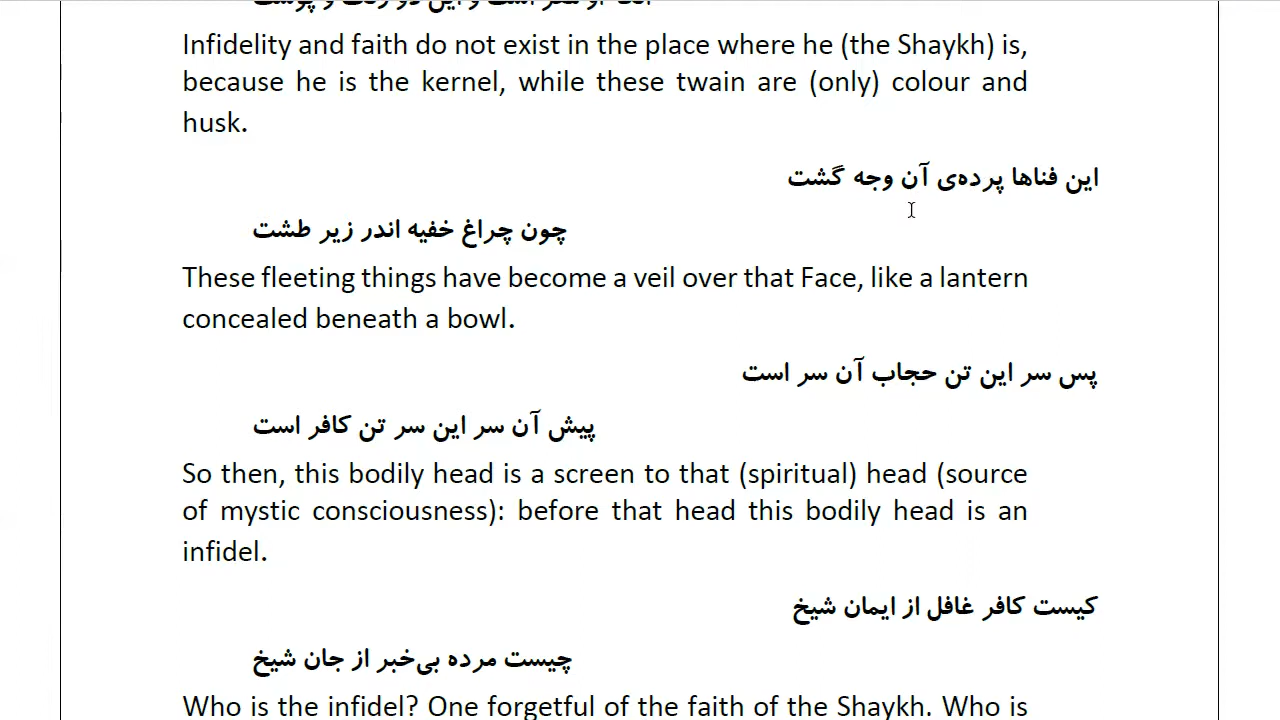 Infidelity and faith do not exist in the place where he (the Shaykh) is,
because he is the kernel, while these twain are (only) colour and
husk.
این فناها پرده‌ی آن وجه گشت
چون چراغ خفیه اندر زیر طشت
These fleeting things have become a veil over that Face, like a lantern
concealed beneath a bowl.
پس سر این تن حجاب آن سر است
پیش آن سر این سر تن کافر است
So then, this bodily head is a screen to that (spiritual) head (source
of mystic consciousness): before that head this bodily head is an
infidel.
کیست کافر غافل از ایمان شیخ
چیست مرده بی‌خبر از جان شیخ
Who is the infidel? One forgetful of the faith of the Shaykh. Who is